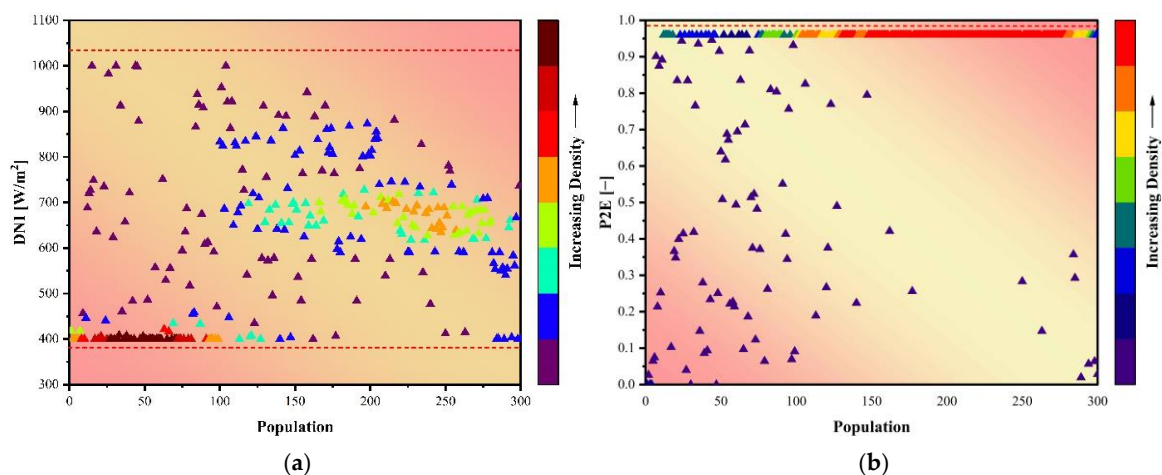 1100
1000
900
800
700
600
500
400
300
DNI [W/m²]
0 50 100 150 200 250 300
Population
Increasing Density
(a)
1.0
0.9
0.8
0.7
0.6
0.5
0.4
0.3
0.2
0.1
0.0
P2E [−]
0 50 100 150 200 250 300
Population
Increasing Density
(b)